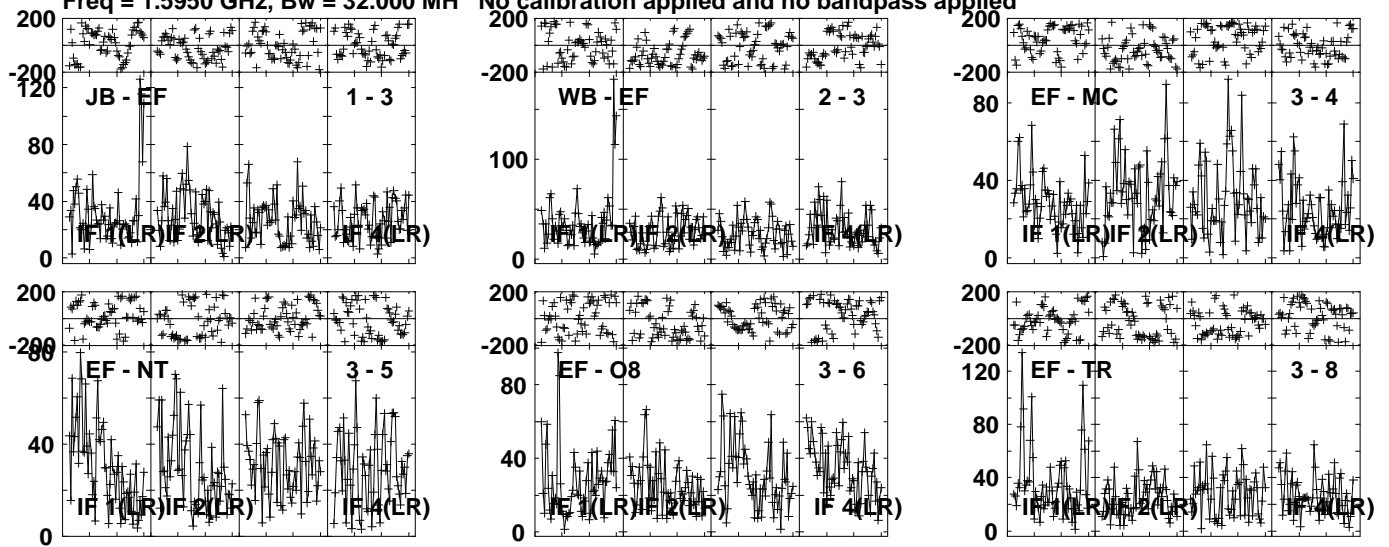 Freq = 1.5950 GHz, Bw = 32.000 MH No calibration applied and no bandpass applied
200 200 200
-200 -200 -200
120 80
JB - EF 1 - 3 WB - EF 2 - 3 EF - MC 3 - 4
80 100 40
40
IF 1(LR) IF 2(LR) IF 4(LR) IF 1(LR) IF 2(LR) IF 4(LR) IF 1(LR) IF 2(LR) IF 4(LR)
0 0 0
200 200 200
-200 -200 -200
80 80 120
EF - NT 3 - 5 EF - O8 3 - 6 EF - TR 3 - 8
40 40 80
40
IF 1(LR) IF 2(LR) IF 4(LR) IF 1(LR) IF 2(LR) IF 4(LR) IF 1(LR) IF 2(LR) IF 4(LR)
0 0 0